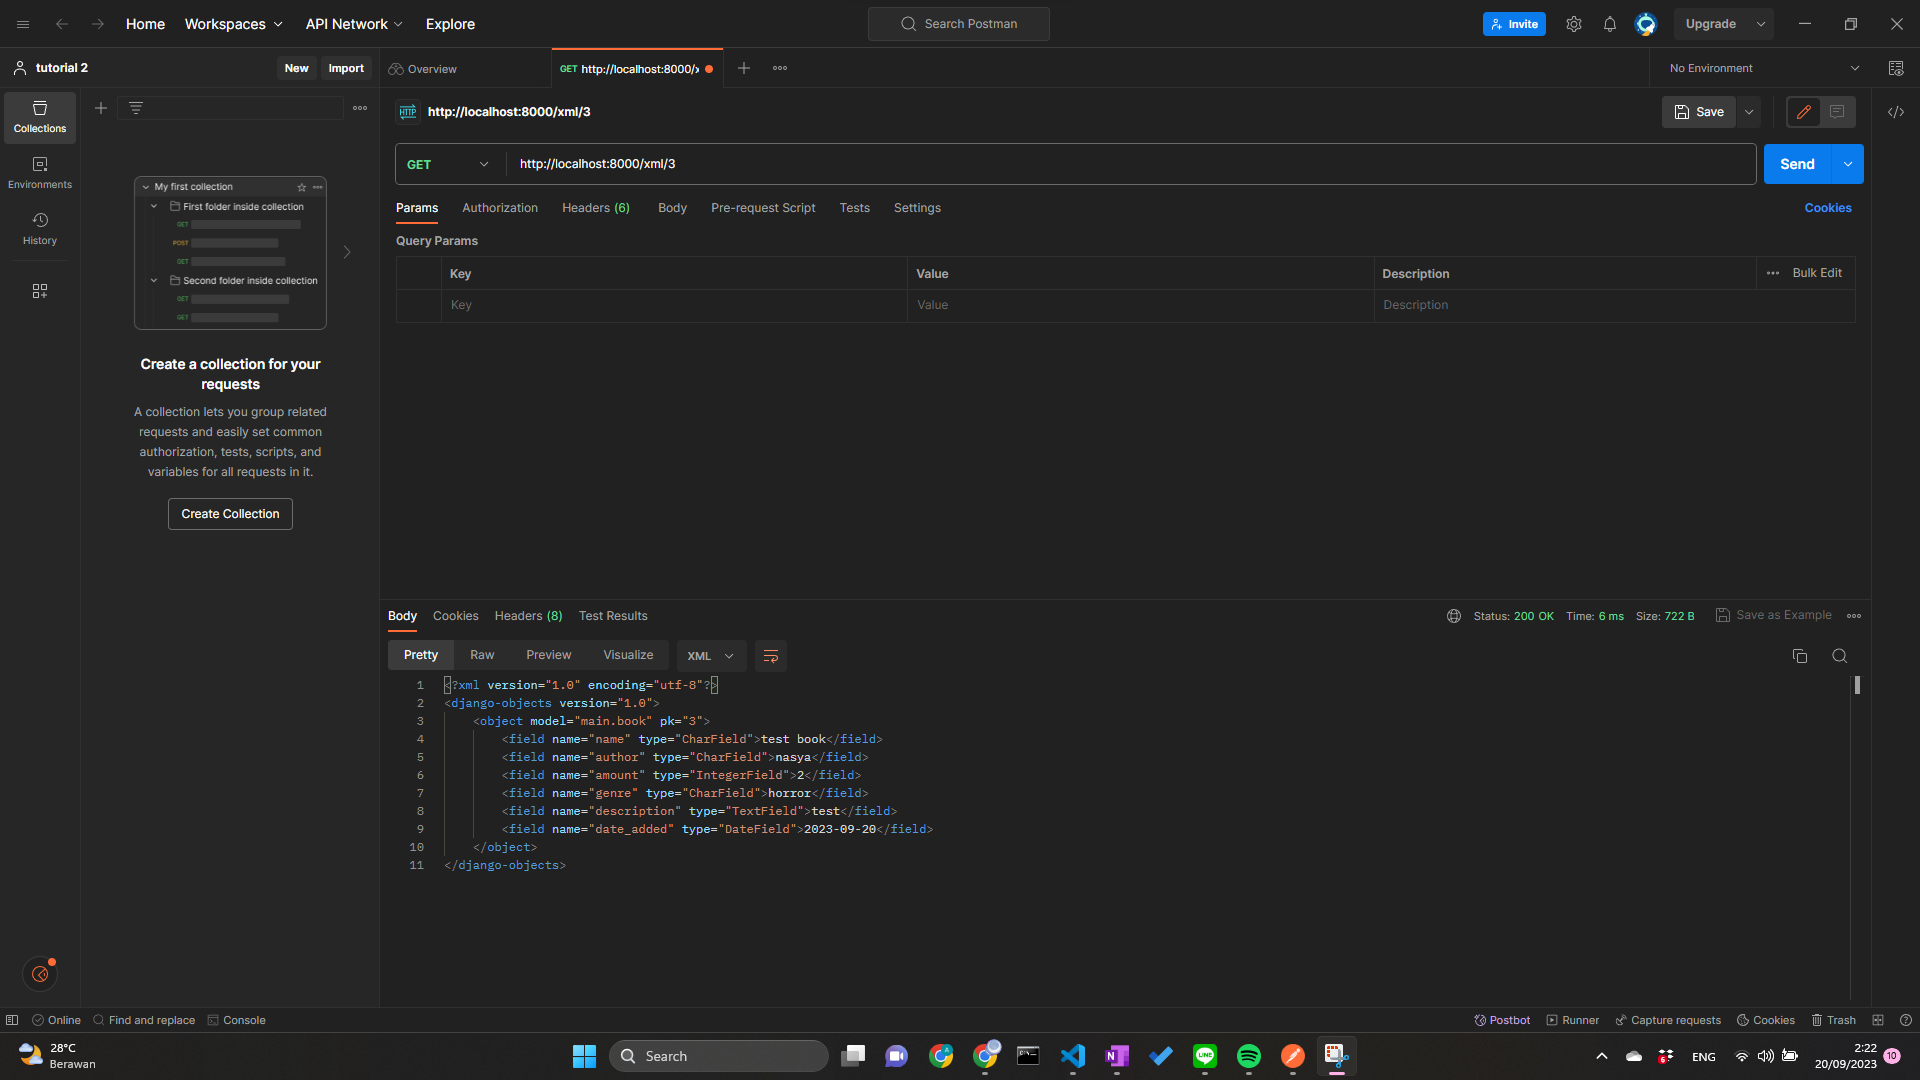 Home Workspaces API Network Explore Search Postman Invite Upgrade
tutorial 2 New Import Overview GET http://localhost:8000/x No Environment
Collections
Environments
History
My first collection
First folder inside collection
GET
POST
GET
Second folder inside collection
GET
GET
Create a collection for your
requests
A collection lets you group related
requests and easily set common
authorization, tests, scripts, and
variables for all requests in it.
Create Collection
HTTP http://localhost:8000/xml/3 Save
GET http://localhost:8000/xml/3 Send
Params Authorization Headers (6) Body Pre-request Script Tests Settings Cookies
Query Params
Key Value Description Bulk Edit
Key Value Description
Body Cookies Headers (8) Test Results Status: 200 OK Time: 6 ms Size: 722 B Save as Example
Pretty Raw Preview Visualize XML
1 <?xml version="1.0" encoding="utf-8"?>
2 <django-objects version="1.0">
3 <object model="main.book" pk="3">
4 <field name="name" type="CharField">test book</field>
5 <field name="author" type="CharField">nasya</field>
6 <field name="amount" type="IntegerField">2</field>
7 <field name="genre" type="CharField">horror</field>
8 <field name="description" type="TextField">test</field>
9 <field name="date_added" type="DateField">2023-09-20</field>
10 </object>
11 </django-objects>
Online Find and replace Console Postbot Runner Capture requests Cookies Trash
28°C
Berawan
Search
LINE
6
ENG
2:22
20/09/2023
10